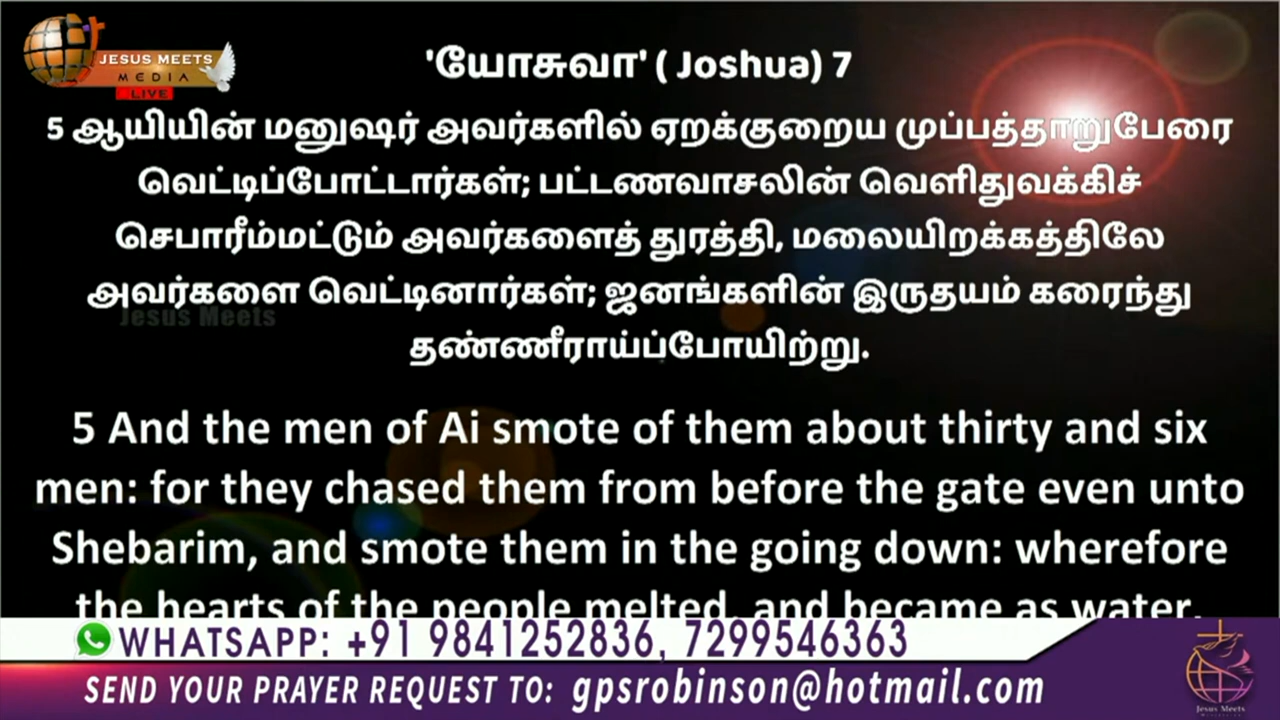 JESUS MEETS
MEDIA
LIVE
'யோசுவா' ( Joshua) 7
5 ஆயியின் மனுஷர் அவர்களில் ஏறக்குறைய முப்பத்தாறுபேரை
வெட்டிப்போட்டார்கள்; பட்டணவாசலின் வெளிதுவக்கிச்
செபாரீம்மட்டும் அவர்களைத் துரத்தி, மலையிறக்கத்திலே
அவர்களை வெட்டினார்கள்; ஜனங்களின் இருதயம் கரைந்து
Jesus Meets
தண்ணீராய்ப்போயிற்று.
5 And the men of Ai smote of them about thirty and six
men: for they chased them from before the gate even unto
Shebarim, and smote them in the going down: wherefore
the hearts of the people melted, and became as water.
WHATSAPP: +91 9841252836, 7299546363
SEND YOUR PRAYER REQUEST TO: gpsrobinson@hotmail.com
Jesus Meets